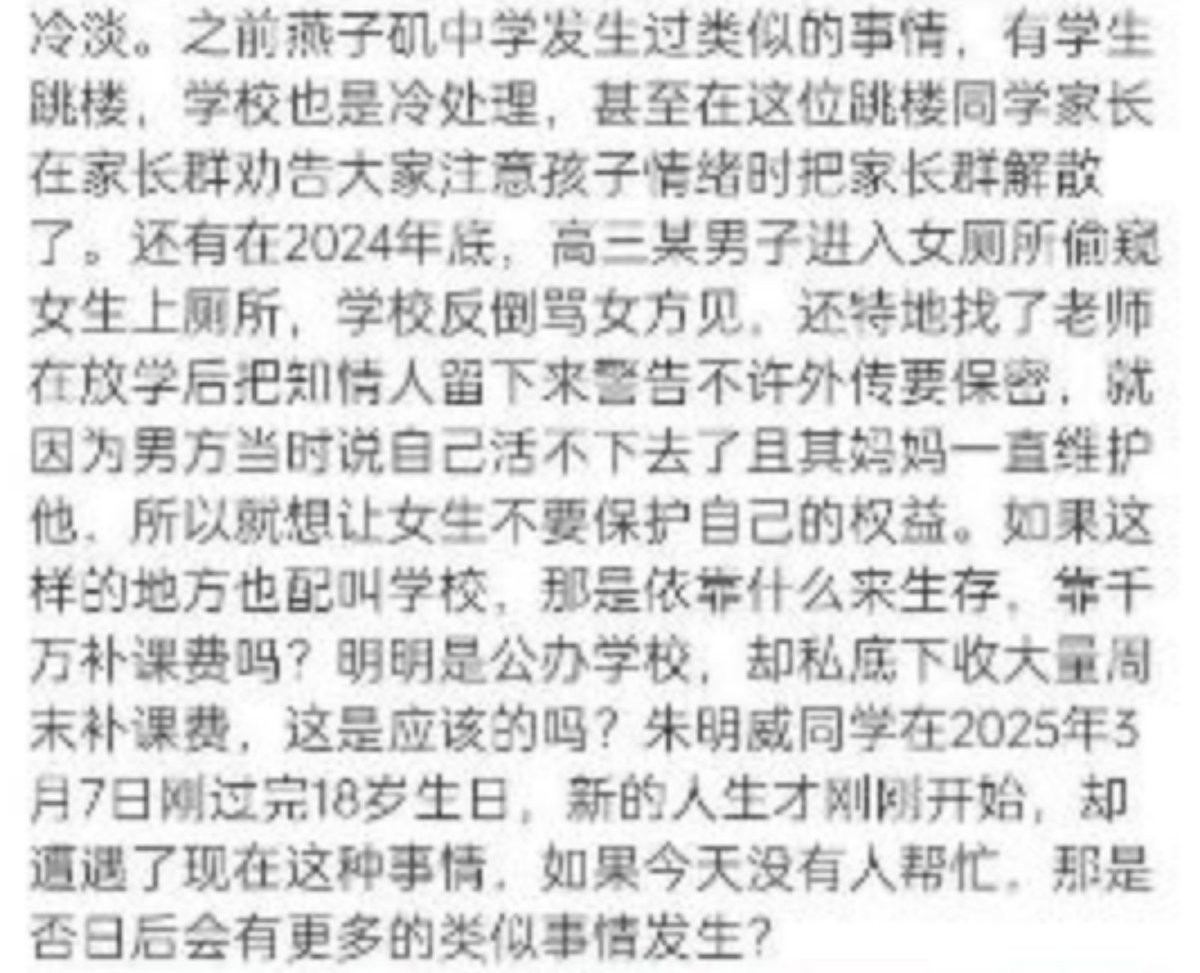 冷淡。之前燕子矶中学发生过类似的事情，有学生
跳楼，学校也是冷处理，甚至在这位跳楼同学家长
在家长群劝告大家注意孩子情绪时把家长群解散
了。还有在2024年底，高三某男子进入女厕所偷窥
女生上厕所，学校反倒骂女方见，还特地找了老师
在放学后把知情人留下来警告不许外传要保密，就
因为男方当时说自己活不下去了且其妈妈一直维护
他，所以就想让女生不要保护自己的权益。如果这
样的地方也配叫学校，那是依靠什么来生存，靠千
万补课费吗？明明是公办学校，却私底下收大量周
末补课费，这是应该的吗？朱明威同学在2025年3
月7日刚过完18岁生日，新的人生才刚刚开始，却
遭遇了现在这种事情，如果今天没有人帮忙，那是
否日后会有更多的类似事情发生？